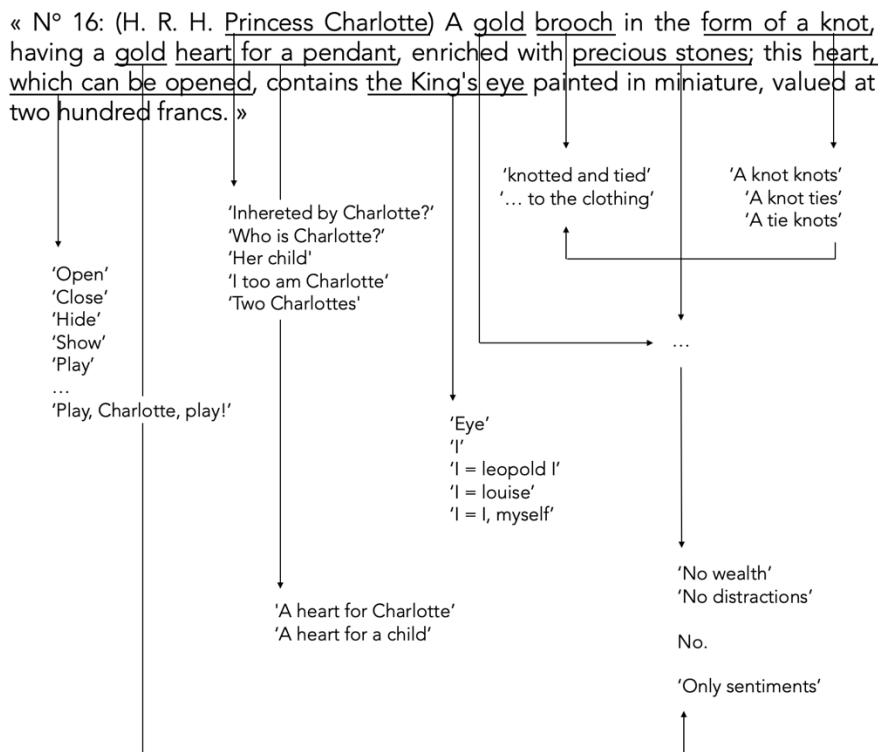 « N° 16: (H. R. H. Princess Charlotte) A gold brooch in the form of a knot,
having a gold heart for a pendant, enriched with precious stones; this heart,
which can be opened, contains the King's eye painted in miniature, valued at
two hundred francs. »
‘knotted and tied’
‘… to the clothing’
‘A knot knots’
‘A knot ties’
‘A tie knots’
‘Inhereted by Charlotte?’
‘Who is Charlotte?’
‘Her child'
‘I too am Charlotte’
‘Two Charlottes'
‘Open’
‘Close’
‘Hide’
‘Show’
‘Play’
…
‘Play, Charlotte, play!’
…
‘Eye’
‘I’
‘I = leopold I’
‘I = louise’
‘I = I, myself’
'A heart for Charlotte’
‘A heart for a child’
‘No wealth’
‘No distractions’
No.
‘Only sentiments’